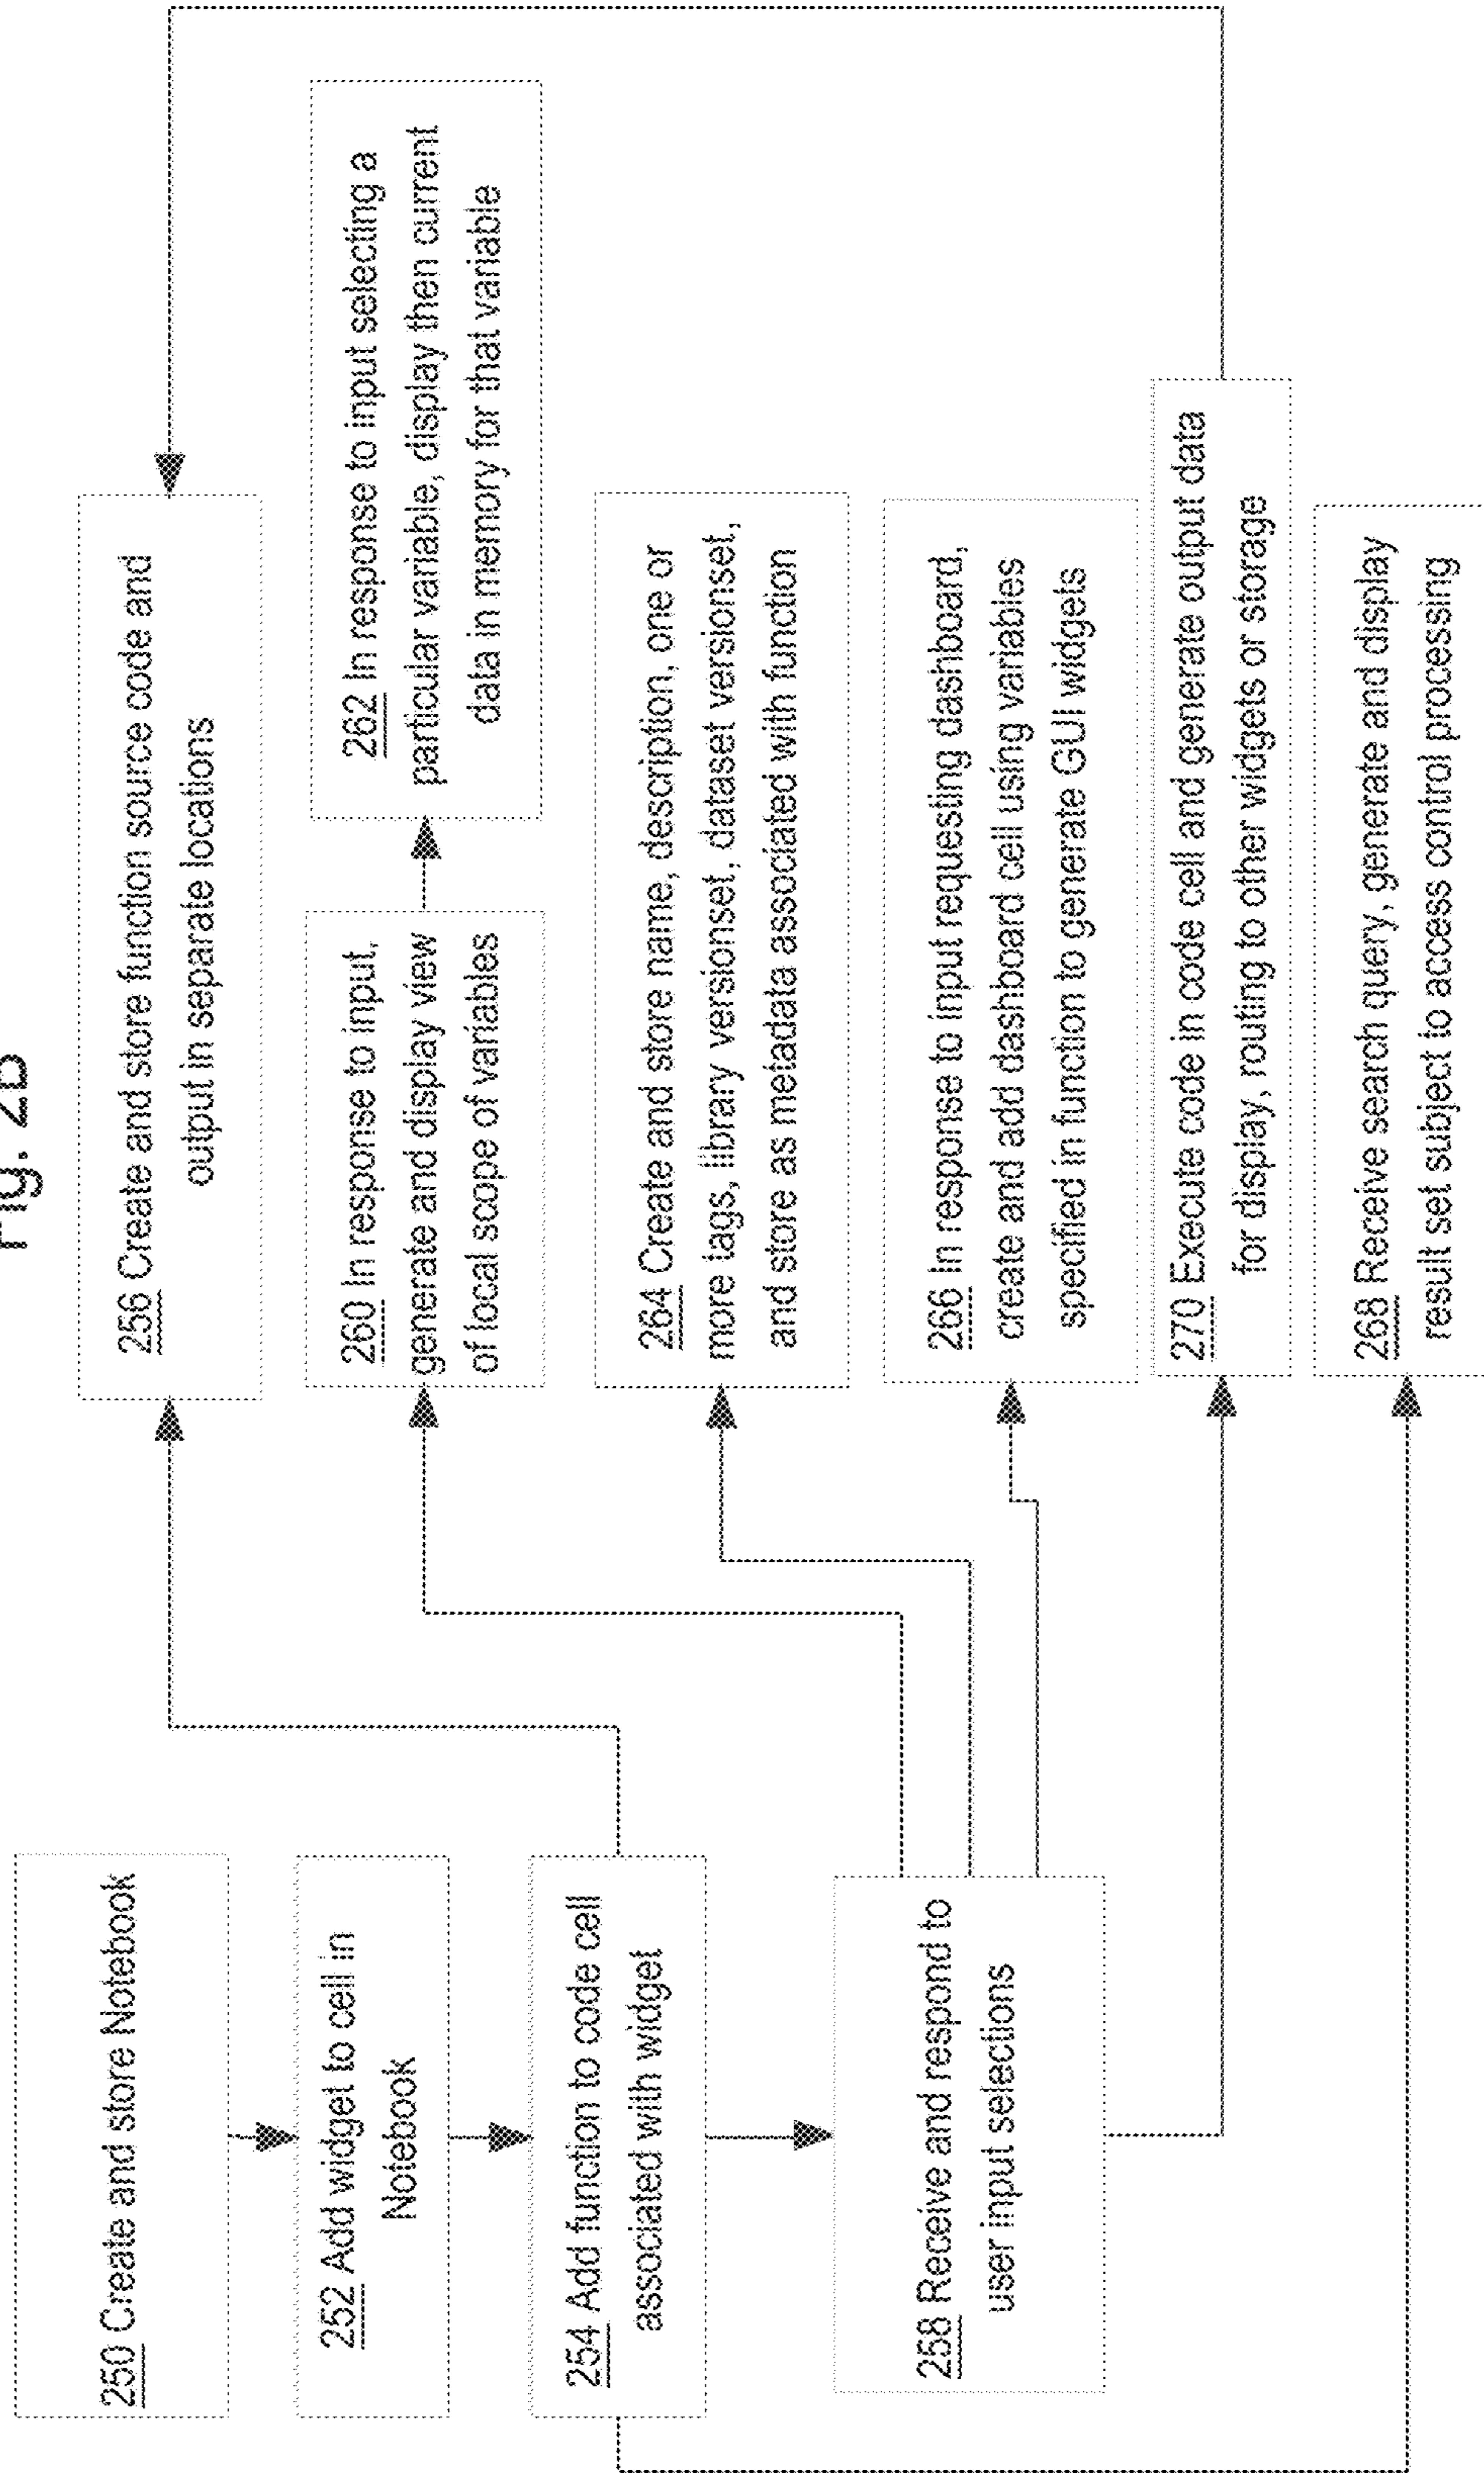 Fig. 2B
250 Create and store Notebook
252 Add widget to cell in
Notebook
254 Add function to code cell
associated with widget
258 Receive and respond to
user input selections
256 Create and store function source code and
output in separate locations
260 In response to input,
generate and display view
of local scope of variables
262 In response to input selecting a
particular variable, display then current
data in memory for that variable
264 Create and store name, description, one or
more tags, library versionset, dataset versionset,
and store as metadata associated with function
266 In response to input requesting dashboard,
create and add dashboard cell using variables
specified in function to generate GUI widgets
270 Execute code in code cell and generate output data
for display, routing to other widgets or storage
268 Receive search query, generate and display
result set subject to access control processing